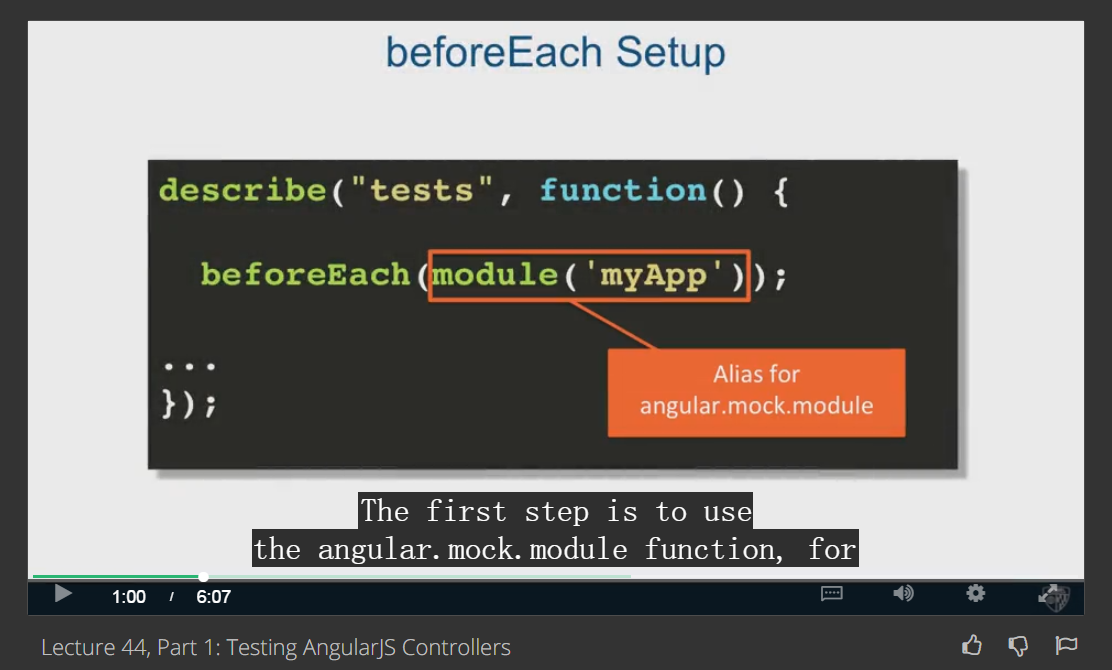 beforeEach Setup
describe("tests", function() {
beforeEach(module('myApp'));
...
});
Alias for
angular.mock.module
The first step is to use
the angular.mock.module function, for
1:00 / 6:07
Lecture 44, Part 1: Testing AngularJS Controllers